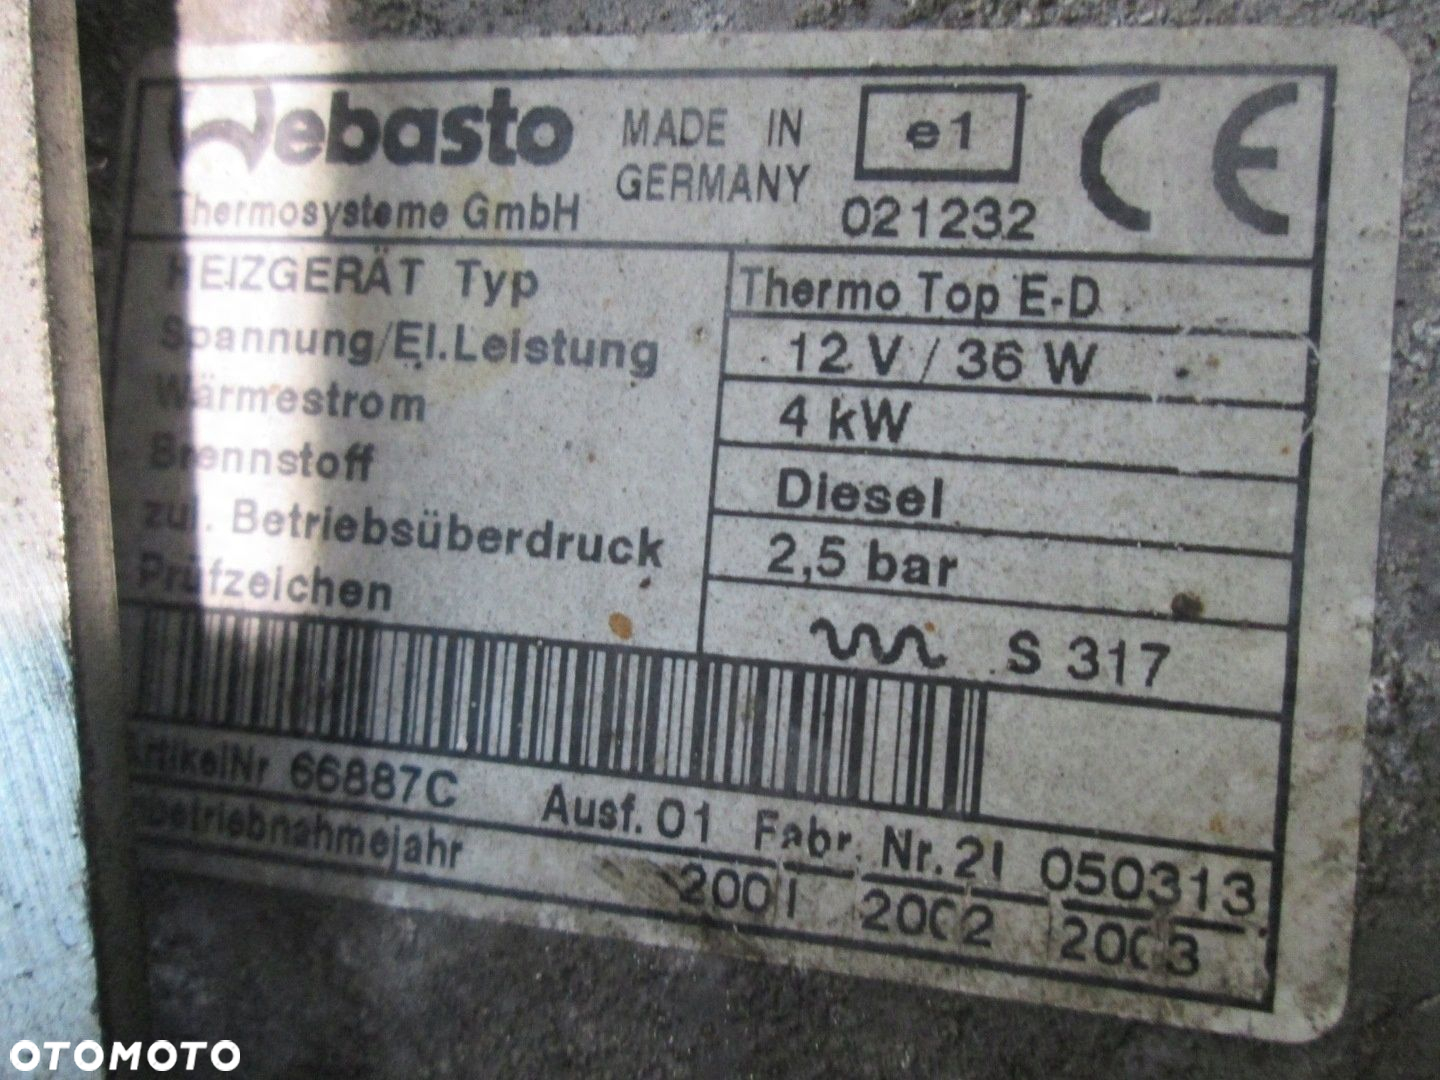 Webasto
Thermosysteme GmbH
MADE IN
GERMANY
e1
021232
CE
HEIZGERÄT Typ Thermo Top E-D
Spannung/El.Leistung 12 V / 36 W
Wärmestrom 4 kW
Brennstoff Diesel
zul. Betriebsüberdruck 2,5 bar
Prüfzeichen S 317
ArtikelNr 66887C Ausf. 01 Fabr. Nr. 21 050313
Inbetriebnahmejahr 2001 2002 2003
OTOMOTO